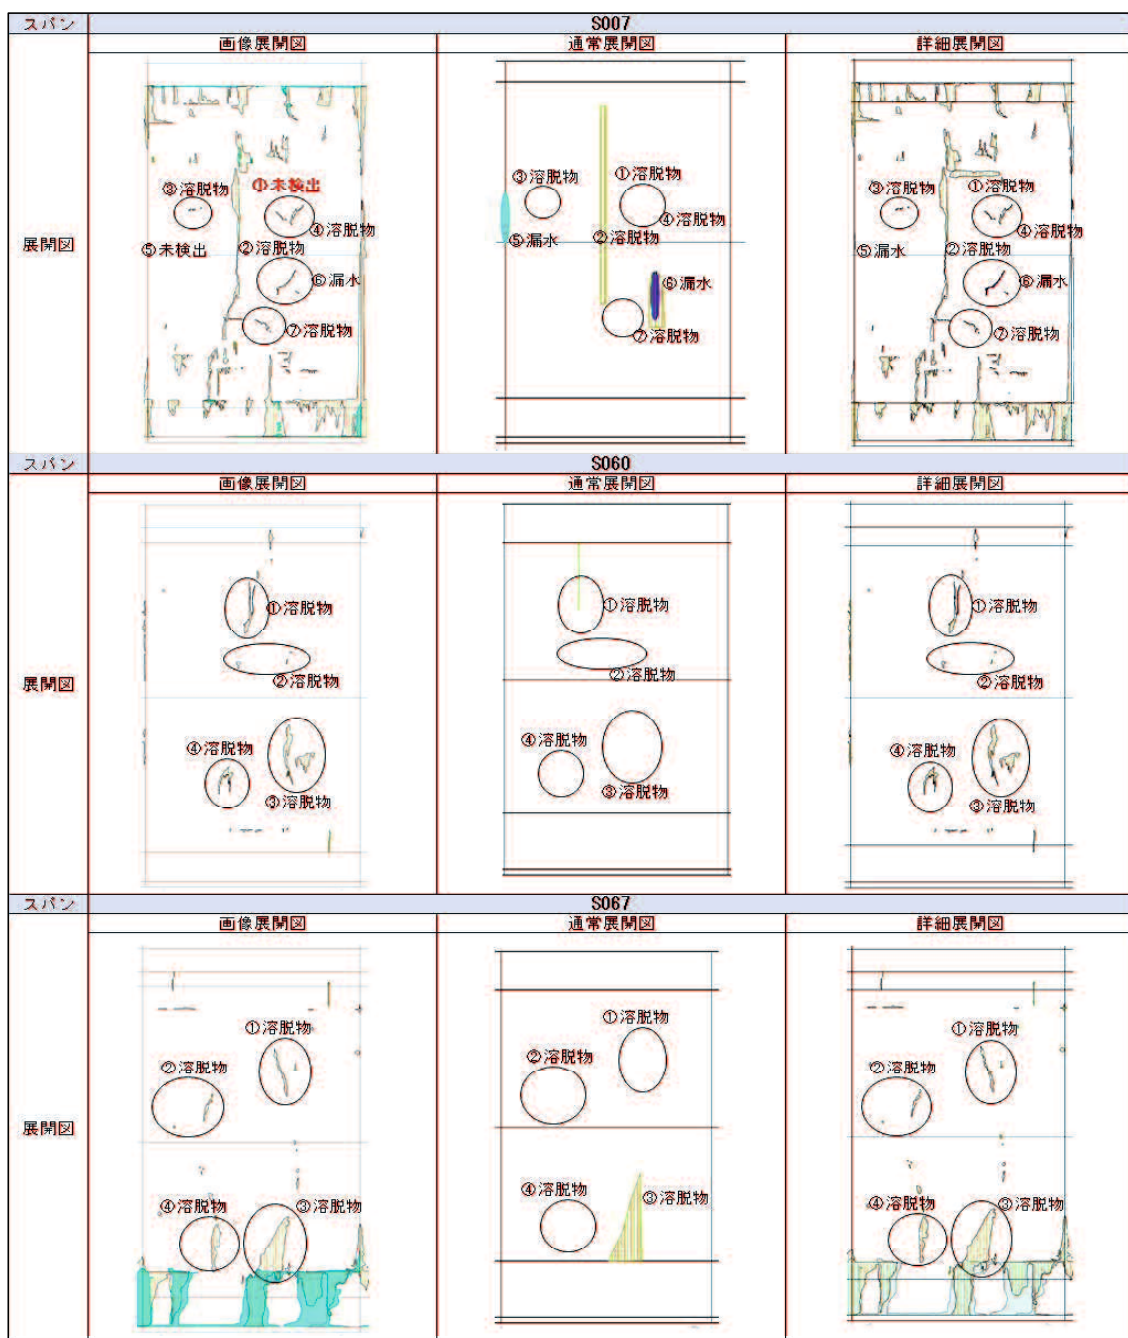 スパン S007
画像展開図 通常展開図 詳細展開図
展開図
③溶脱物 ①未検出
④溶脱物
⑤未検出 ②溶脱物
⑥漏水
⑦溶脱物
③溶脱物 ①溶脱物
④溶脱物
⑤漏水 ②溶脱物
⑥漏水
⑦溶脱物
③溶脱物 ①溶脱物
④溶脱物
⑤漏水 ②溶脱物
⑥漏水
⑦溶脱物
スパン S060
画像展開図 通常展開図 詳細展開図
展開図
①溶脱物
②溶脱物
④溶脱物
③溶脱物
①溶脱物
②溶脱物
④溶脱物
③溶脱物
①溶脱物
②溶脱物
④溶脱物
③溶脱物
スパン S067
画像展開図 通常展開図 詳細展開図
展開図
①溶脱物
②溶脱物
④溶脱物 ③溶脱物
①溶脱物
②溶脱物
④溶脱物 ③溶脱物
①溶脱物
②溶脱物
④溶脱物 ③溶脱物